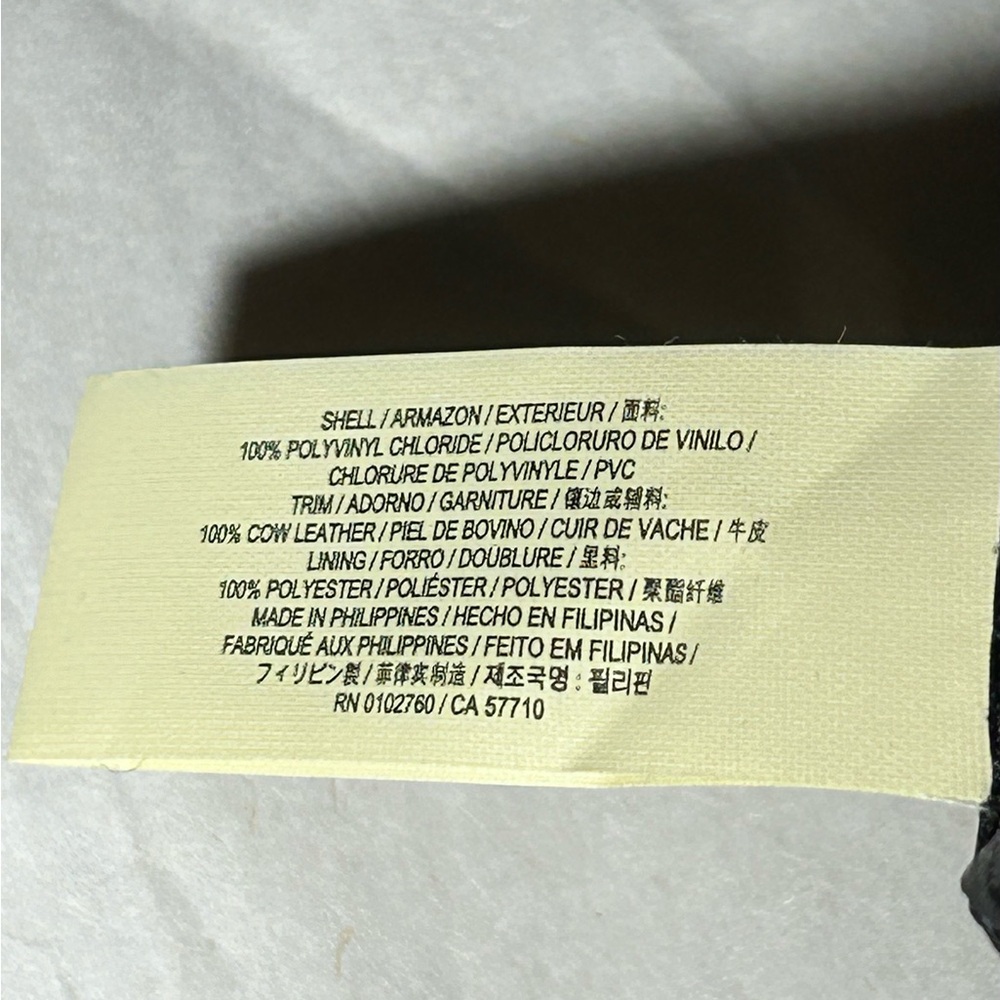 SHELL / ARMAZON / EXTERIEUR / 面料:
100% POLYVINYL CHLORIDE / POLICLORURO DE VINILO /
CHLORURE DE POLYVINYLE / PVC
TRIM / ADORNO / GARNITURE / 镶边或辅料:
100% COW LEATHER / PIEL DE BOVINO / CUIR DE VACHE / 牛皮
LINING / FORRO / DOUBLURE / 里料:
100% POLYESTER / POLIÉSTER / POLYESTER / 聚酯纤维
MADE IN PHILIPPINES / HECHO EN FILIPINAS /
FABRIQUÉ AUX PHILIPPINES / FEITO EM FILIPINAS /
フィリピン製 / 菲律宾制造 / 제조국명 : 필리핀
RN 0102760 / CA 57710